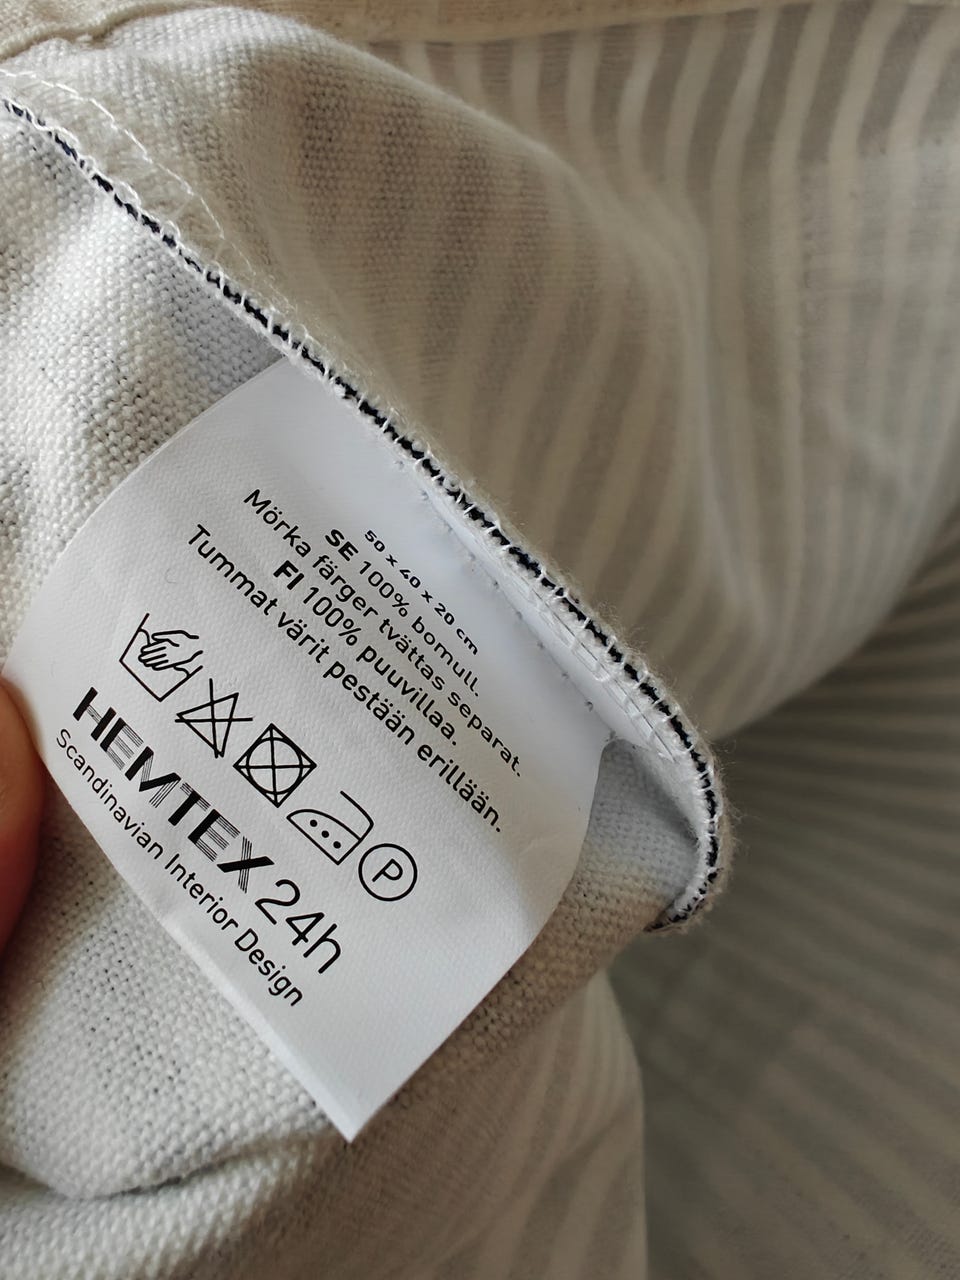 50 x 40 x 20 cm
SE 100% bomull.
Mörka färger tvättas separat.
FI 100% puuvillaa.
Tummat värit pestään erillään.
P
HEMTEX 24h
Scandinavian Interior Design